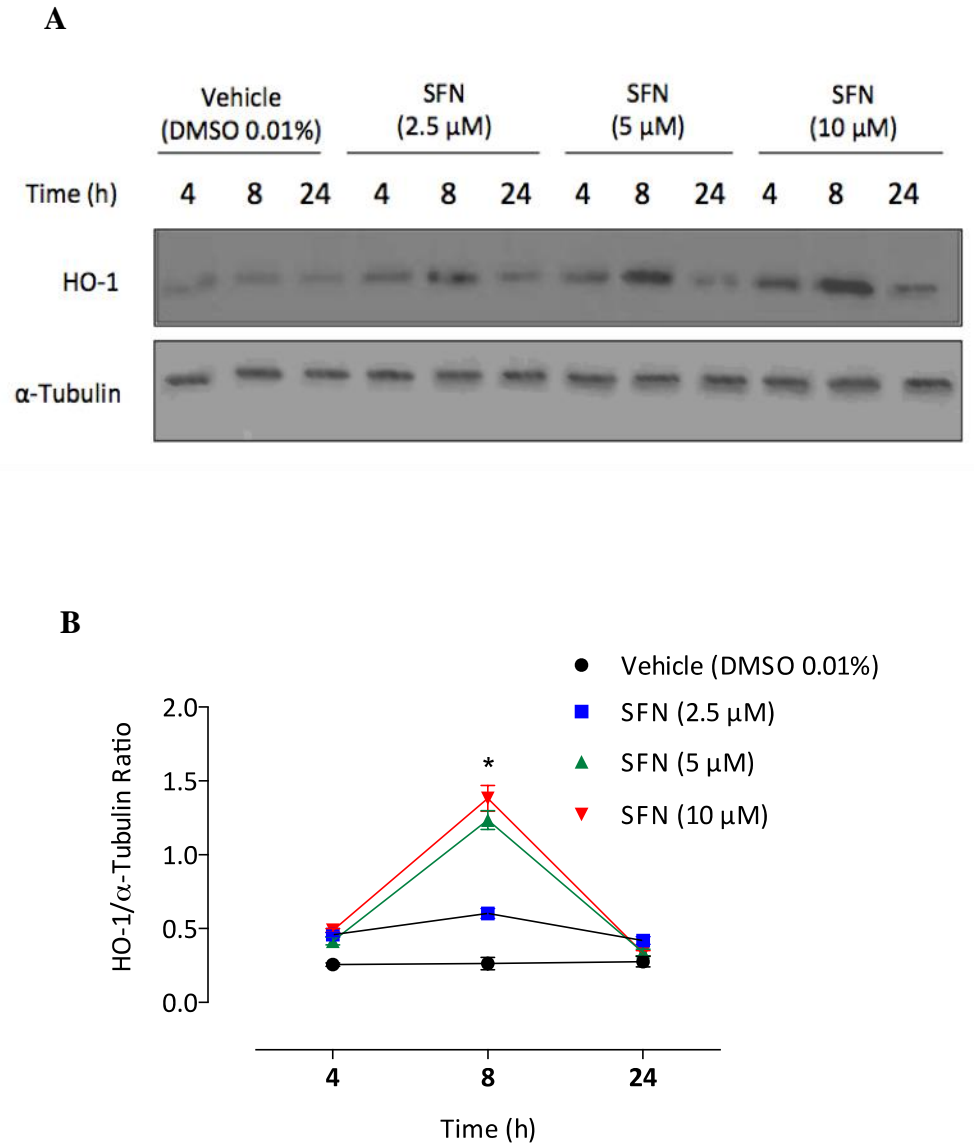 A
Vehicle
(DMSO 0.01%)
SFN
(2.5 µM)
SFN
(5 µM)
SFN
(10 µM)
Time (h) 4 8 24 4 8 24 4 8 24 4 8 24
HO-1
α-Tubulin
B
Vehicle (DMSO 0.01%)
SFN (2.5 µM)
SFN (5 µM)
SFN (10 µM)
HO-1/α-Tubulin Ratio
2.0
1.5
1.0
0.5
0.0
*
4 8 24
Time (h)